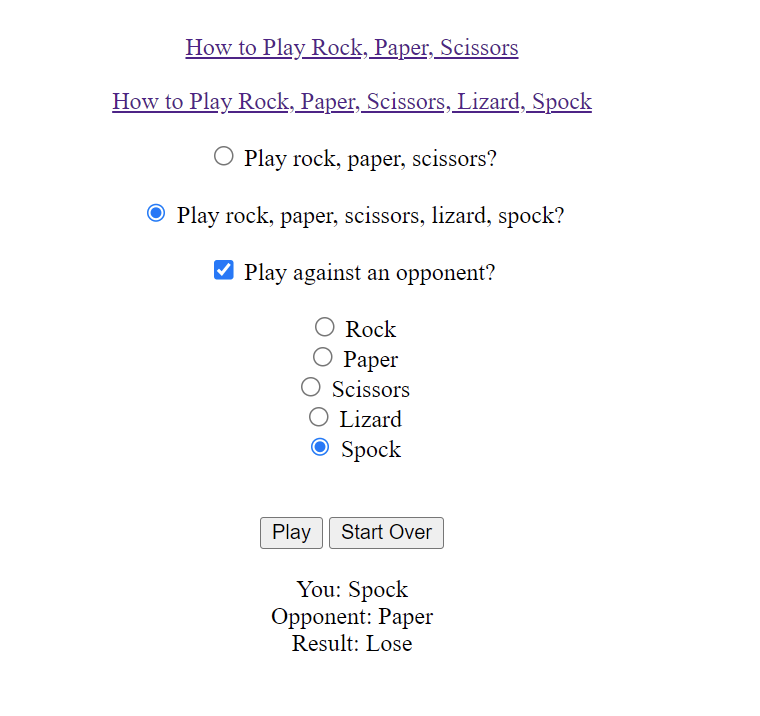 How to Play Rock, Paper, Scissors
How to Play Rock, Paper, Scissors, Lizard, Spock
Play rock, paper, scissors?
Play rock, paper, scissors, lizard, spock?
Play against an opponent?
Rock
Paper
Scissors
Lizard
Spock
Play Start Over
You: Spock
Opponent: Paper
Result: Lose